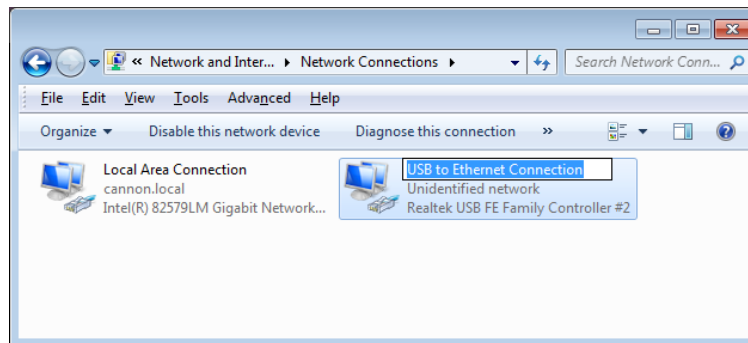 « Network and Inter... ▸ Network Connections ▸ Search Network Conn...
File Edit View Tools Advanced Help
Organize ▾ Disable this network device Diagnose this connection »
Local Area Connection
cannon.local
Intel(R) 82579LM Gigabit Network...
USB to Ethernet Connection
Unidentified network
Realtek USB FE Family Controller #2